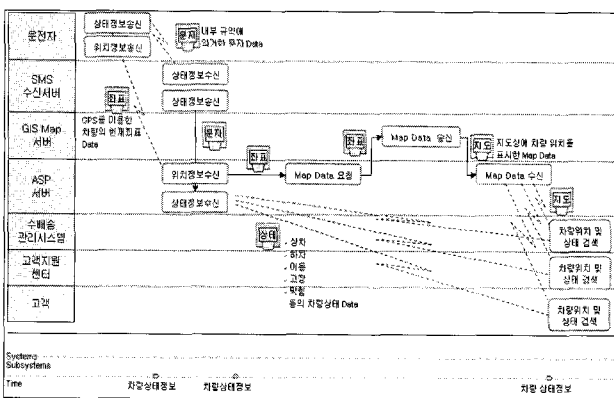 운전자
상태정보송신
위치정보송신
문자
내부 규약에
의거한 문자 Data
SMS
수신서버
상태정보수신
상태정보송신
GIS Map
서버
좌표
GPS를 이용한
차량의 현재좌표
Data
문자
좌표
Map Data 송신
지도
지도상에 차량 위치를
표시한 Map Data
ASP
서버
위치정보수신
좌표
Map Data 요청
Map Data 수신
상태정보수신
지도
수배송
관리시스템
상태
- 상차
- 하차
- 이동
- 고장
등의 차량상태 Data
차량위치 및
상태 검색
고객지원
센터
차량위치 및
상태 검색
고객
차량위치 및
상태 검색
Systems
Subsystems
Time
차량상태정보
차량상태정보
차량 상태정보